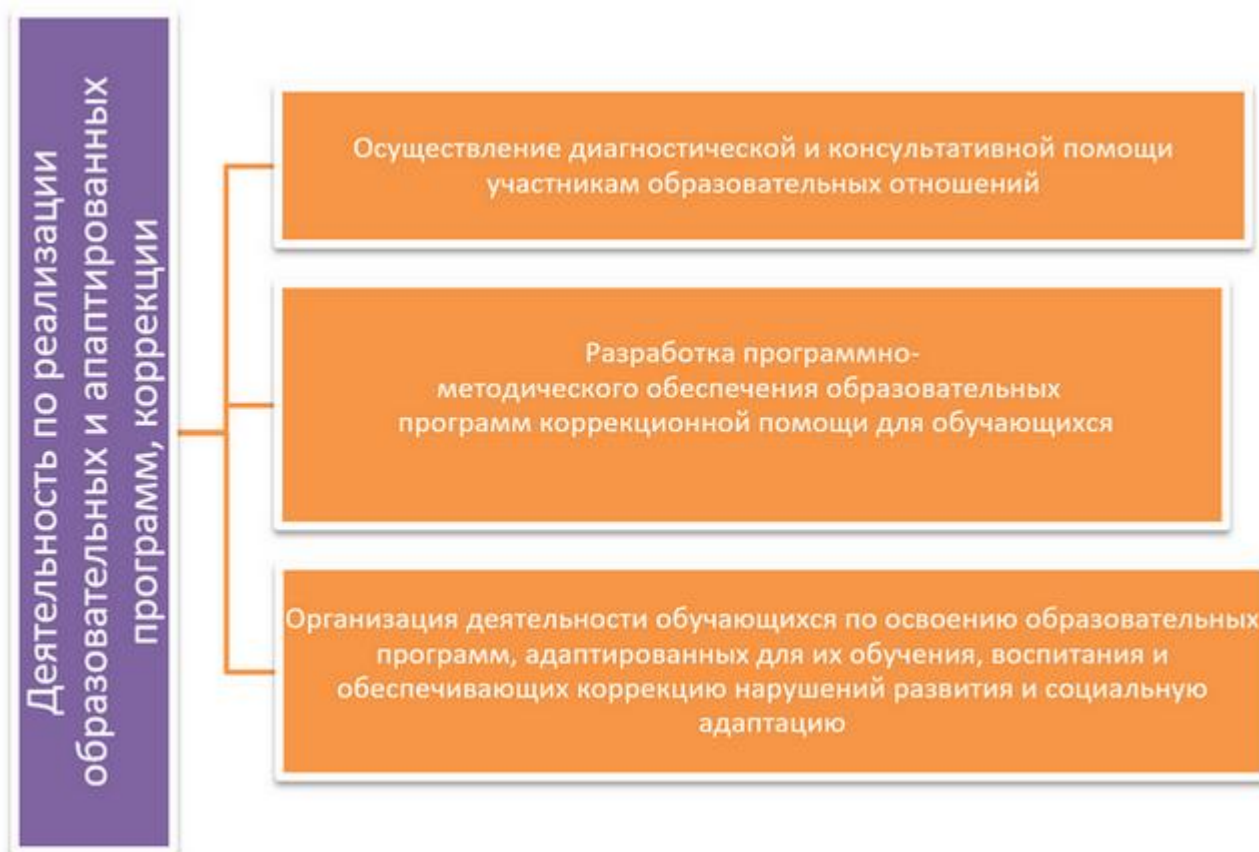 Деятельность по реализации
образовательных и апаптированных
программ, коррекции
Осуществление диагностической и консультативной помощи
участникам образовательных отношений
Разработка программно-
методического обеспечения образовательных
программ коррекционной помощи для обучающихся
Организация деятельности обучающихся по освоению образовательных
программ, адаптированных для их обучения, воспитания и
обеспечивающих коррекцию нарушений развития и социальную
адаптацию